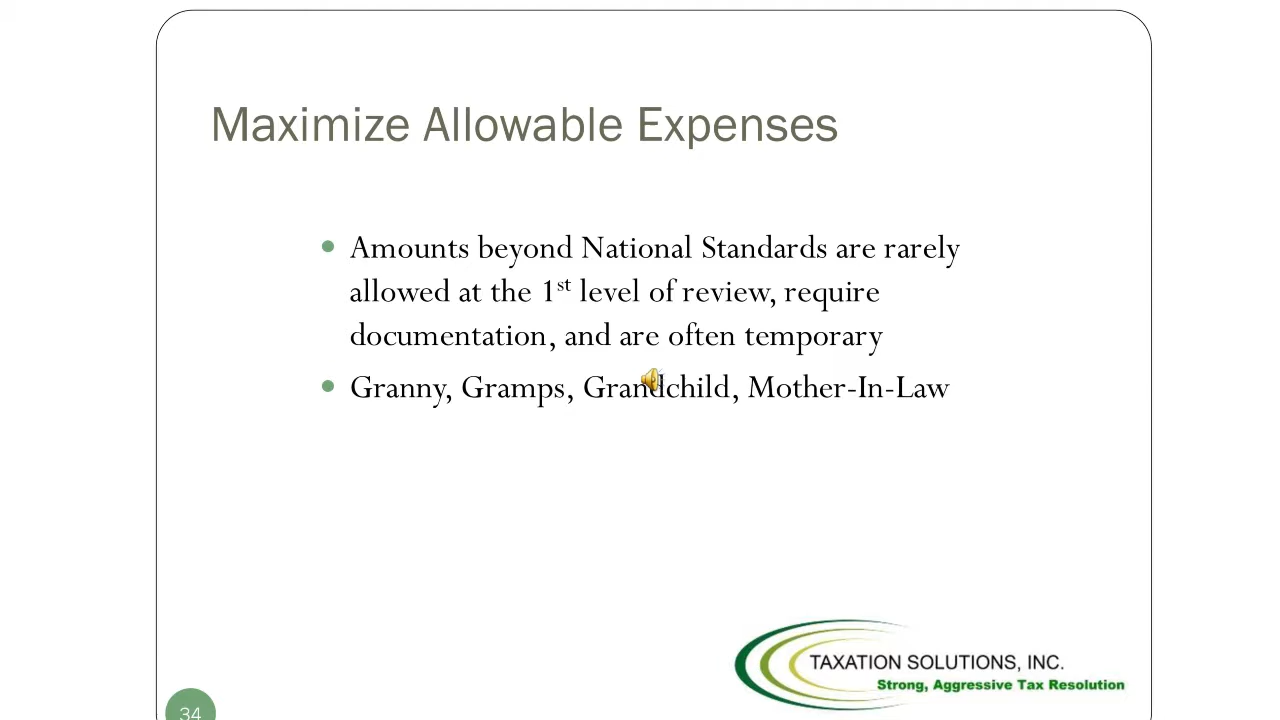 Maximize Allowable Expenses
• Amounts beyond National Standards are rarely
allowed at the 1st level of review, require
documentation, and are often temporary
• Granny, Gramps, Grandchild, Mother-In-Law
TAXATION SOLUTIONS, INC.
Strong, Aggressive Tax Resolution
34